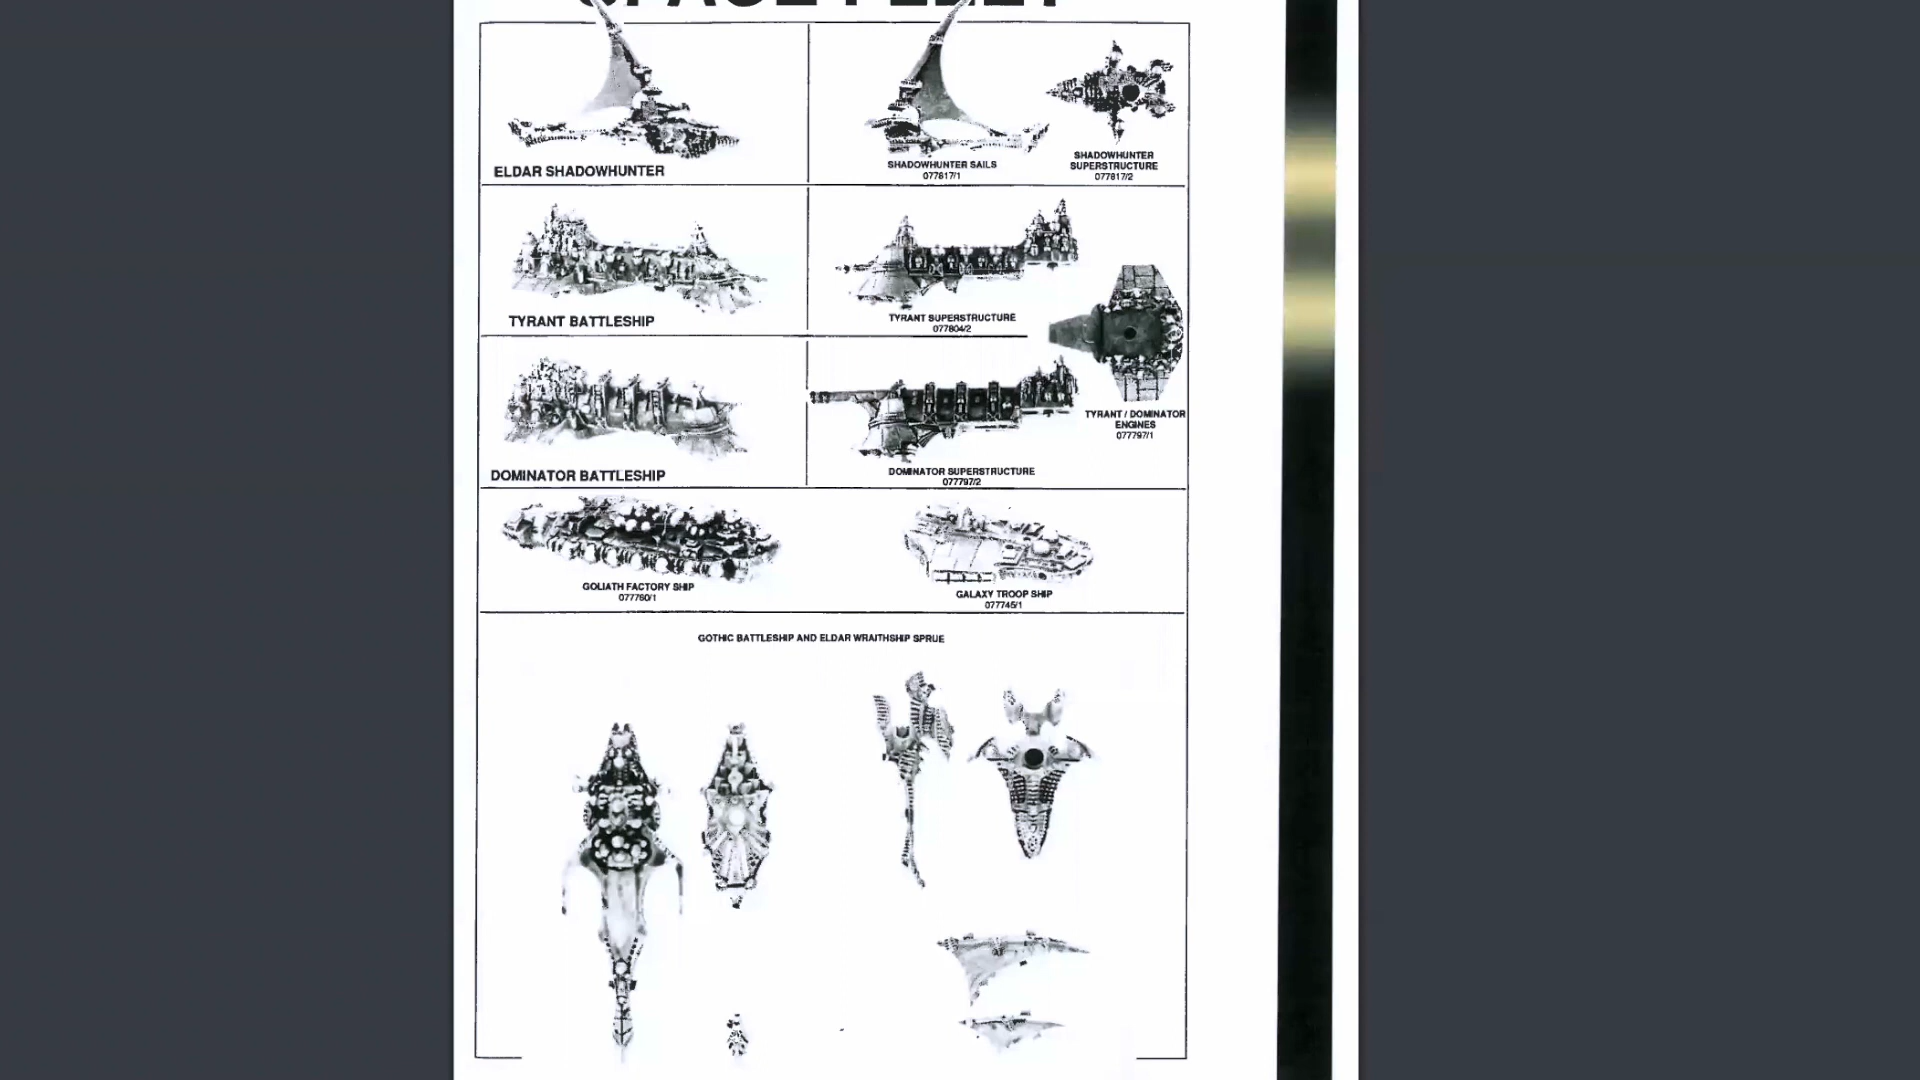 SPACE FLEET
ELDAR SHADOWHUNTER
SHADOWHUNTER SAILS
077817/1
SHADOWHUNTER
SUPERSTRUCTURE
077817/2
TYRANT BATTLESHIP
TYRANT SUPERSTRUCTURE
077804/2
TYRANT / DOMINATOR
ENGINES
077797/1
DOMINATOR BATTLESHIP
DOMINATOR SUPERSTRUCTURE
077797/2
GOLIATH FACTORY SHIP
077760/1
GALAXY TROOP SHIP
077745/1
GOTHIC BATTLESHIP AND ELDAR WRAITHSHIP SPRUE